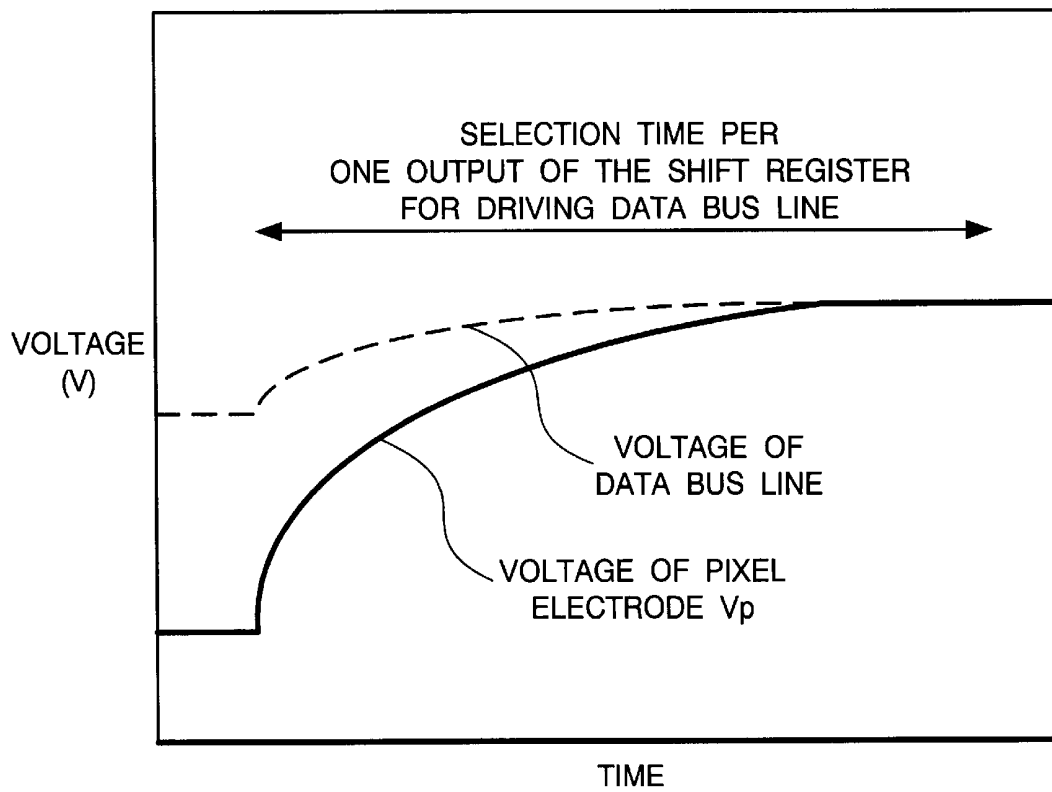 SELECTION TIME PER
ONE OUTPUT OF THE SHIFT REGISTER
FOR DRIVING DATA BUS LINE
VOLTAGE
(V)
VOLTAGE OF
DATA BUS LINE
VOLTAGE OF PIXEL
ELECTRODE Vp
TIME